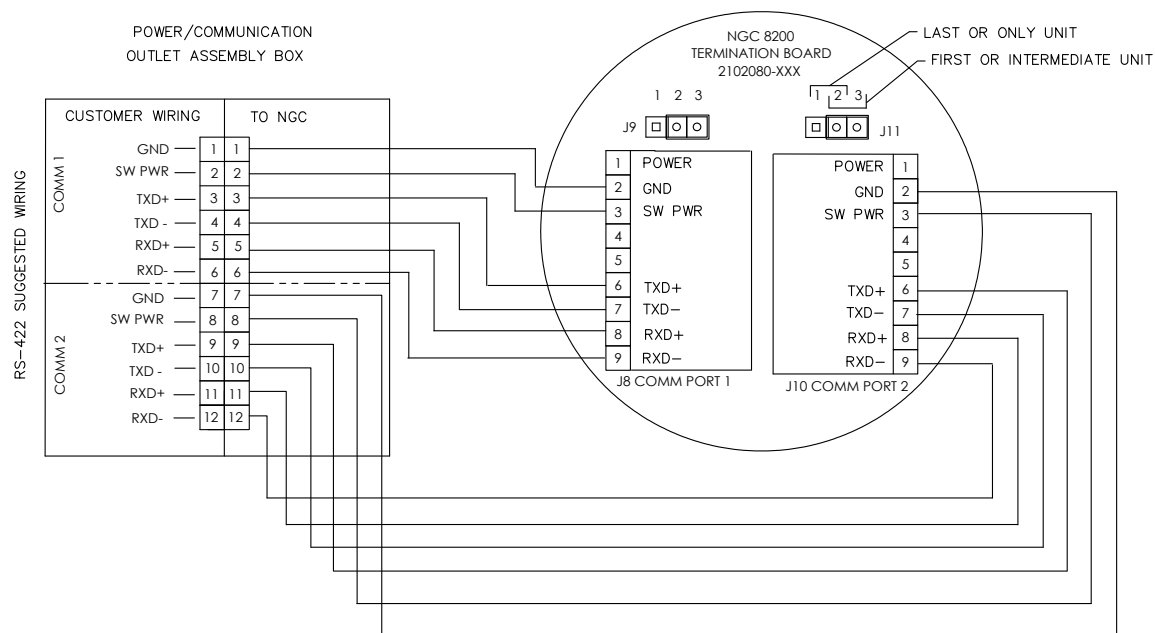 POWER/COMMUNICATION
OUTLET ASSEMBLY BOX
RS-422 SUGGESTED WIRING
CUSTOMER WIRING
TO NGC
COMM 1
GND 1 1
SW PWR 2 2
TXD+ 3 3
TXD - 4 4
RXD+ 5 5
RXD- 6 6
COMM 2
GND 7 7
SW PWR 8 8
TXD+ 9 9
TXD - 10 10
RXD+ 11 11
RXD- 12 12
NGC 8200
TERMINATION BOARD
2102080-XXX
LAST OR ONLY UNIT
FIRST OR INTERMEDIATE UNIT
1 2 3
J9
1 2 3
J11
1 POWER
2 GND
3 SW PWR
4
5
6 TXD+
7 TXD-
8 RXD+
9 RXD-
J8 COMM PORT 1
POWER 1
GND 2
SW PWR 3
4
5
TXD+ 6
TXD- 7
RXD+ 8
RXD- 9
J10 COMM PORT 2